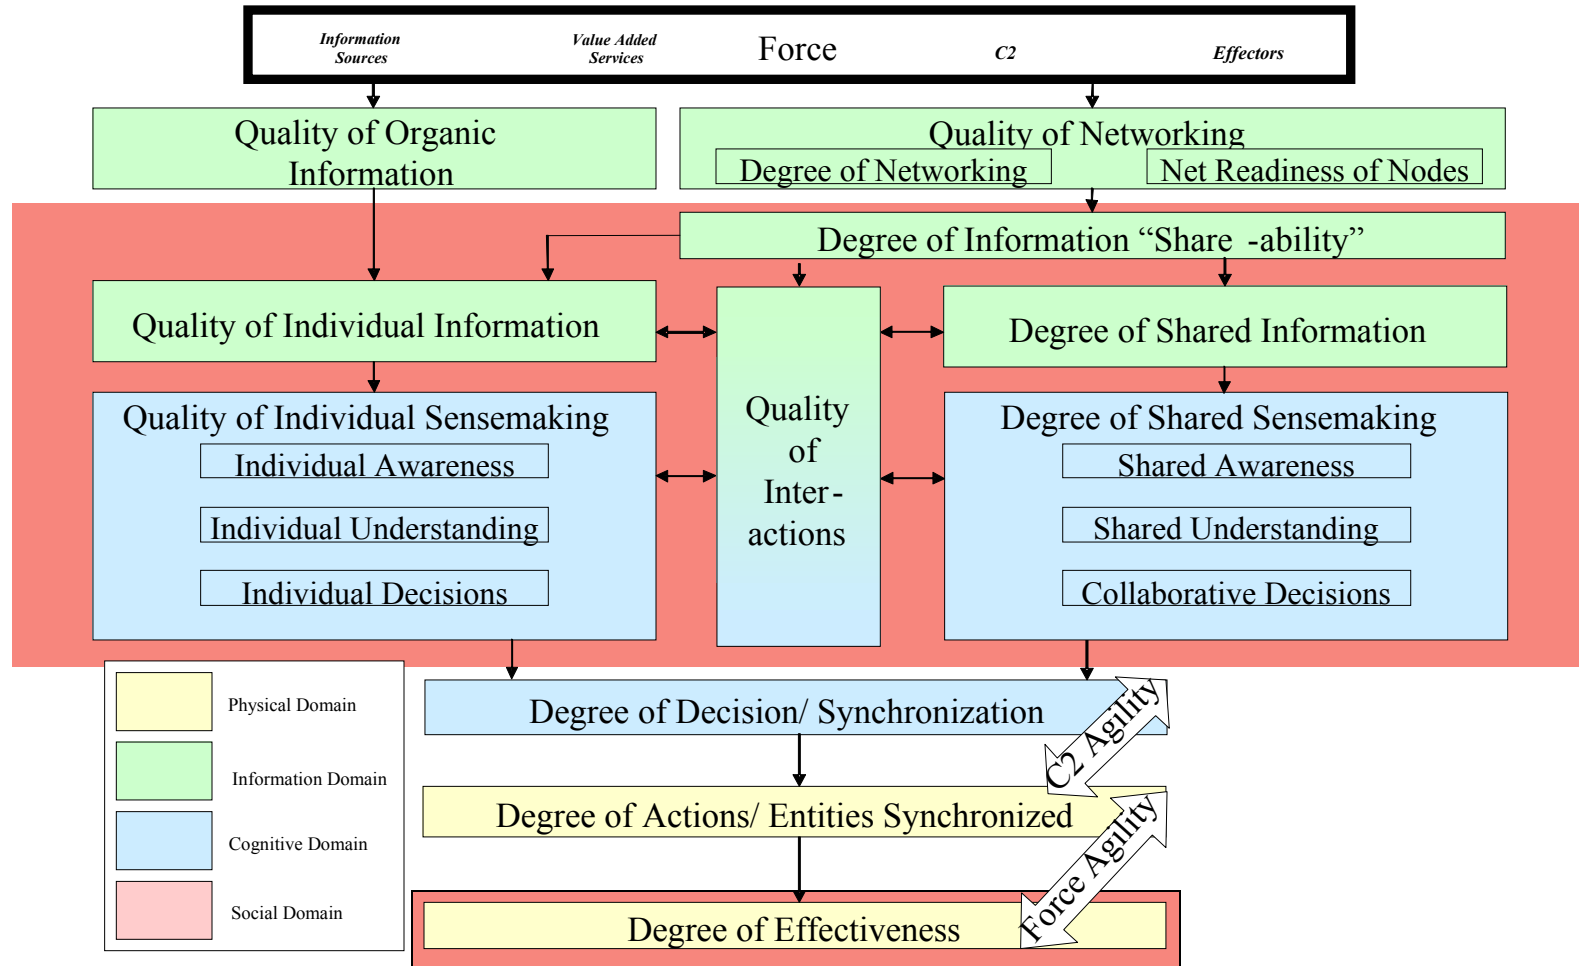 Information
Sources
Value Added
Services
Force
C2
Effectors
Quality of Organic
Information
Quality of Networking
Degree of Networking
Net Readiness of Nodes
Degree of Information “Share -ability”
Quality of Individual Information
Degree of Shared Information
Quality
of
Inter-
actions
Quality of Individual Sensemaking
Individual Awareness
Individual Understanding
Individual Decisions
Degree of Shared Sensemaking
Shared Awareness
Shared Understanding
Collaborative Decisions
Physical Domain
Information Domain
Cognitive Domain
Social Domain
Degree of Decision/ Synchronization
C2 Agility
Degree of Actions/ Entities Synchronized
Force Agility
Degree of Effectiveness